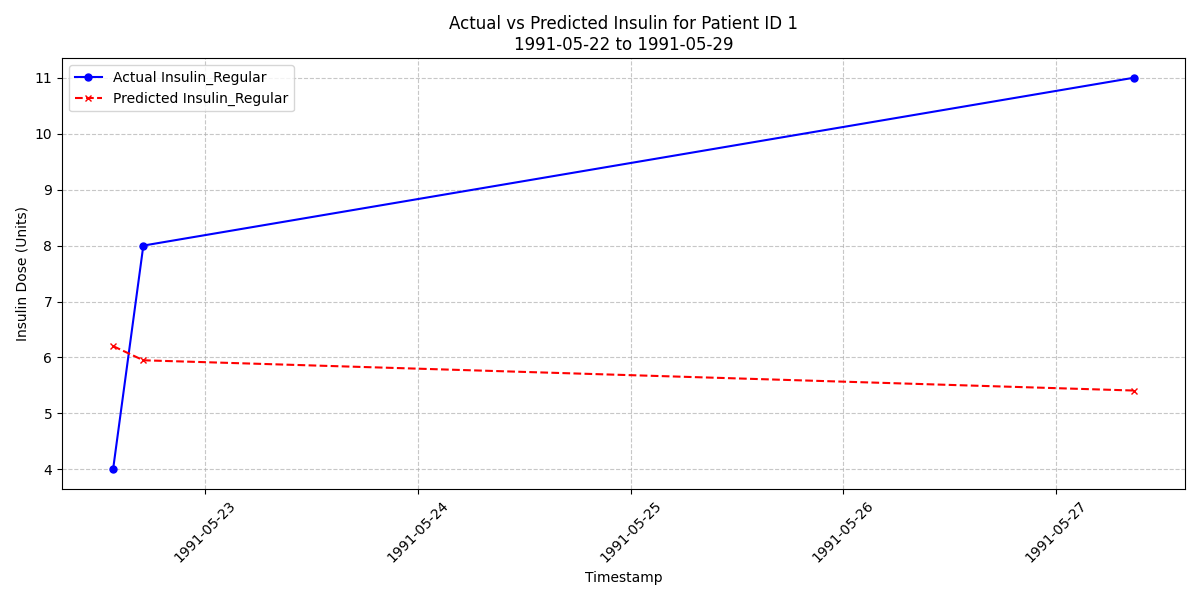 Actual vs Predicted Insulin for Patient ID 1
1991-05-22 to 1991-05-29
Actual Insulin_Regular
Predicted Insulin_Regular
Insulin Dose (Units)
11
10
9
8
7
6
5
4
1991-05-23
1991-05-24
1991-05-25
1991-05-26
1991-05-27
Timestamp